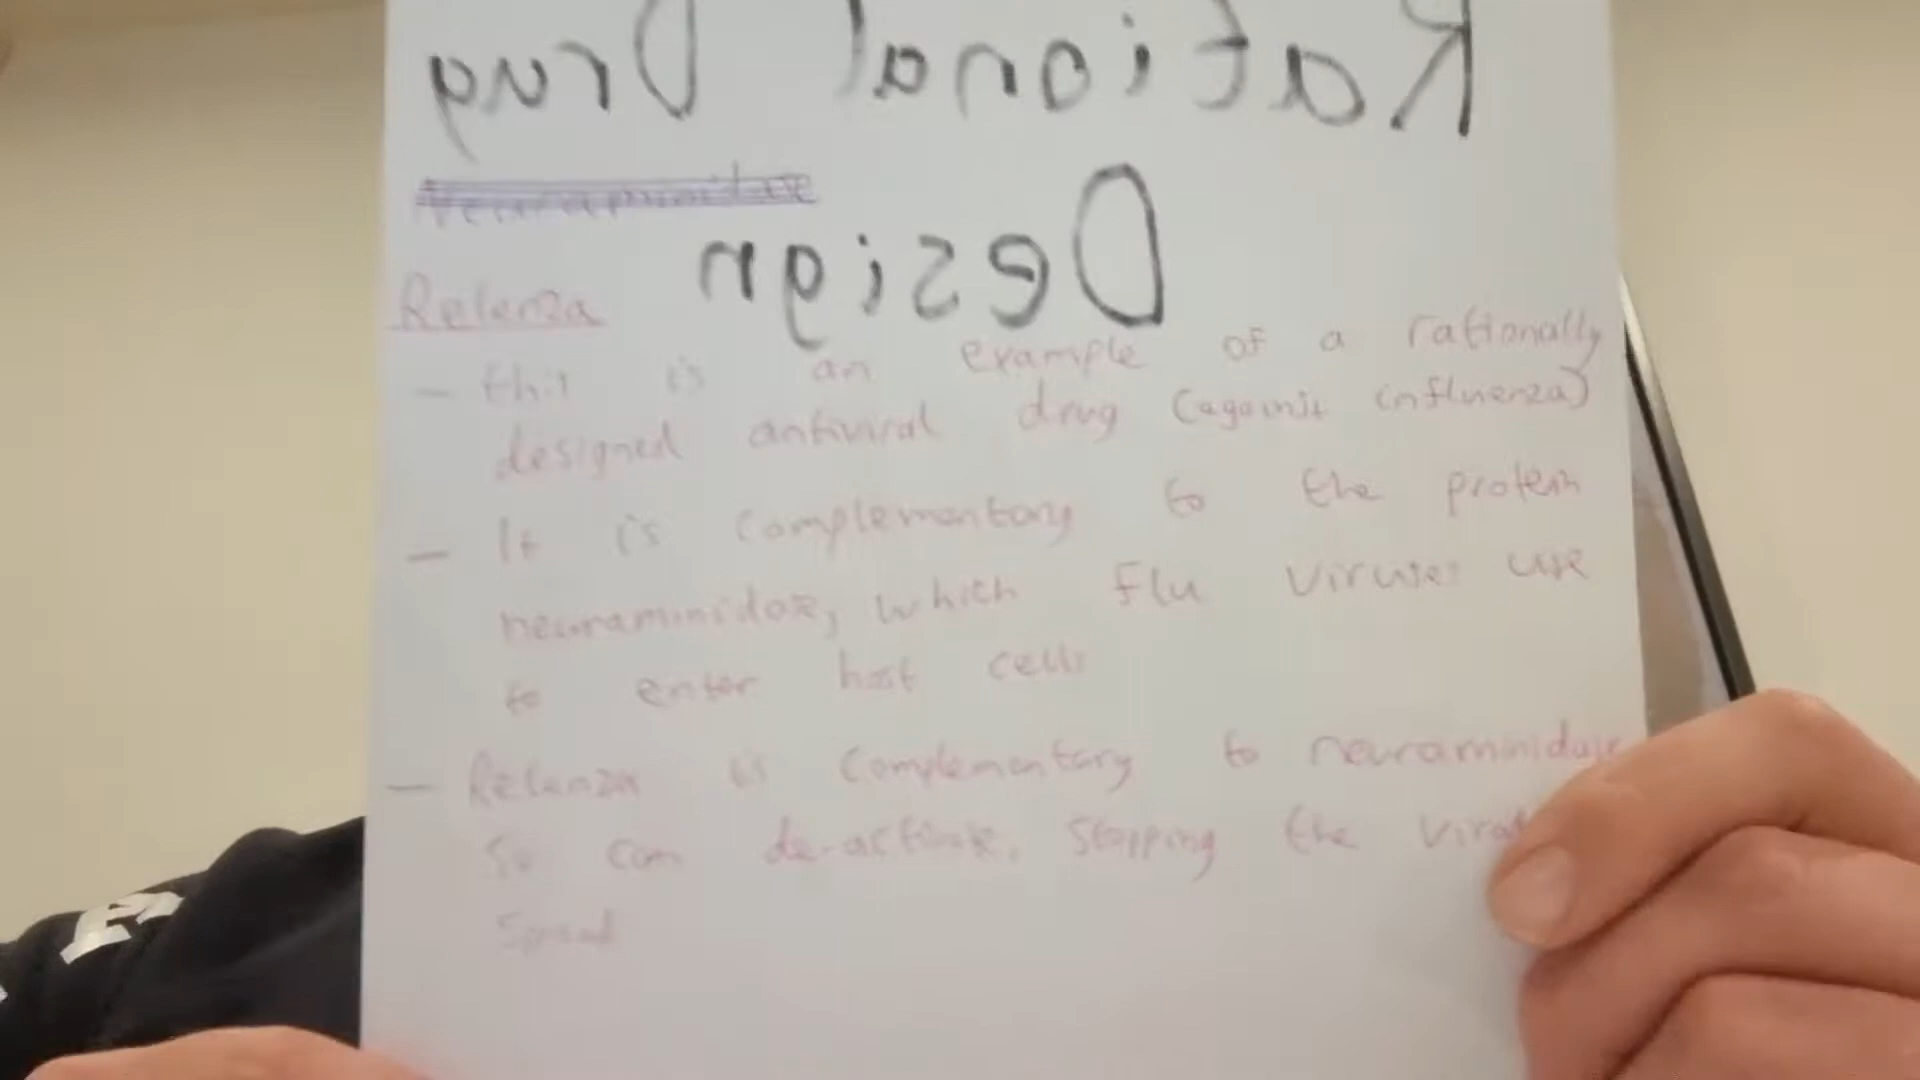 Rational Drug
neuraminidase
Design
Relenza
- this is an example of a rationally
designed antiviral drug (against influenza)
- It is complementary to the protein
neuraminidase, which flu viruses use
to enter host cells
- Relenza is complementary to neuraminidase
so can de-activate, stopping the viral
spread